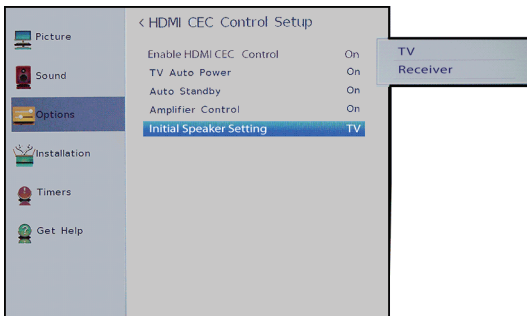 < HDMI CEC Control Setup
Picture
Sound
Options
Installation
Timers
Get Help
Enable HDMI CEC Control On
TV Auto Power On
Auto Standby On
Amplifier Control On
Initial Speaker Setting TV
TV
Receiver